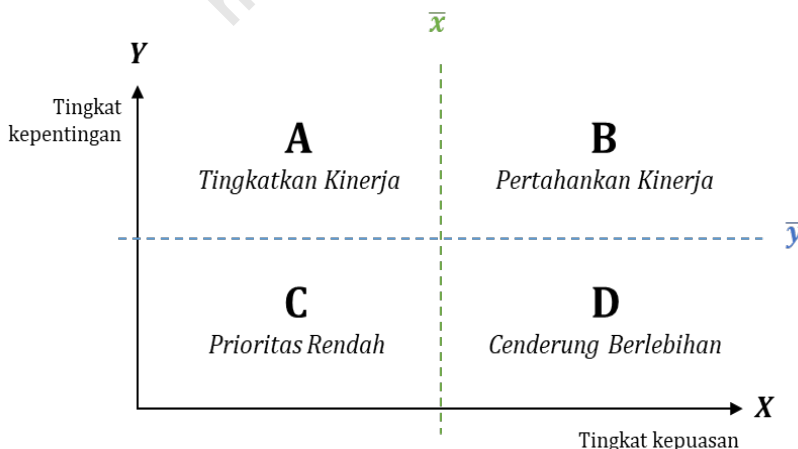 x̅
Y
Tingkat
kepentingan
A
B
Tingkatkan Kinerja
Pertahankan Kinerja
y̅
C
D
Prioritas Rendah
Cenderung Berlebihan
X
Tingkat kepuasan